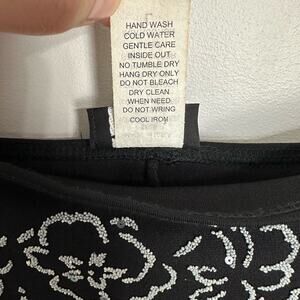 HAND WASH
COLD WATER
GENTLE CARE
INSIDE OUT
NO TUMBLE DRY
HANG DRY ONLY
DO NOT BLEACH
DRY CLEAN
WHEN NEED
DO NOT WRING
COOL IRON